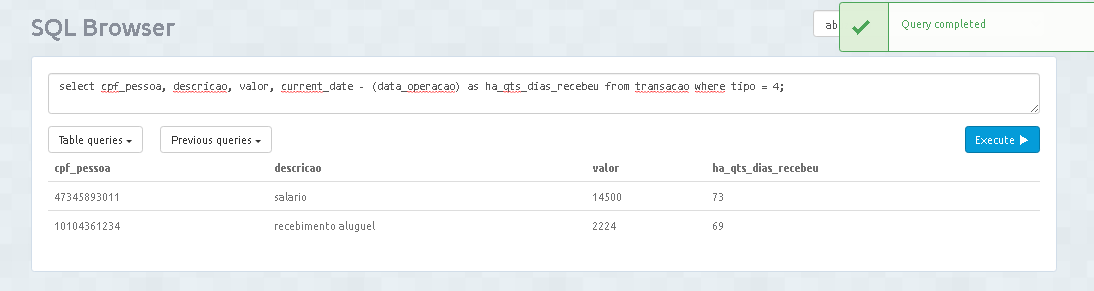 SQL Browser
ab
Query completed
select cpf_pessoa, descricao, valor, current_date - (data_operacao) as ha_qts_dias_recebeu from transacao where tipo = 4;
Table queries
Previous queries
Execute
cpf_pessoa descricao valor ha_qts_dias_recebeu
47345893011 salario 14500 73
10104361234 recebimento aluguel 2224 69